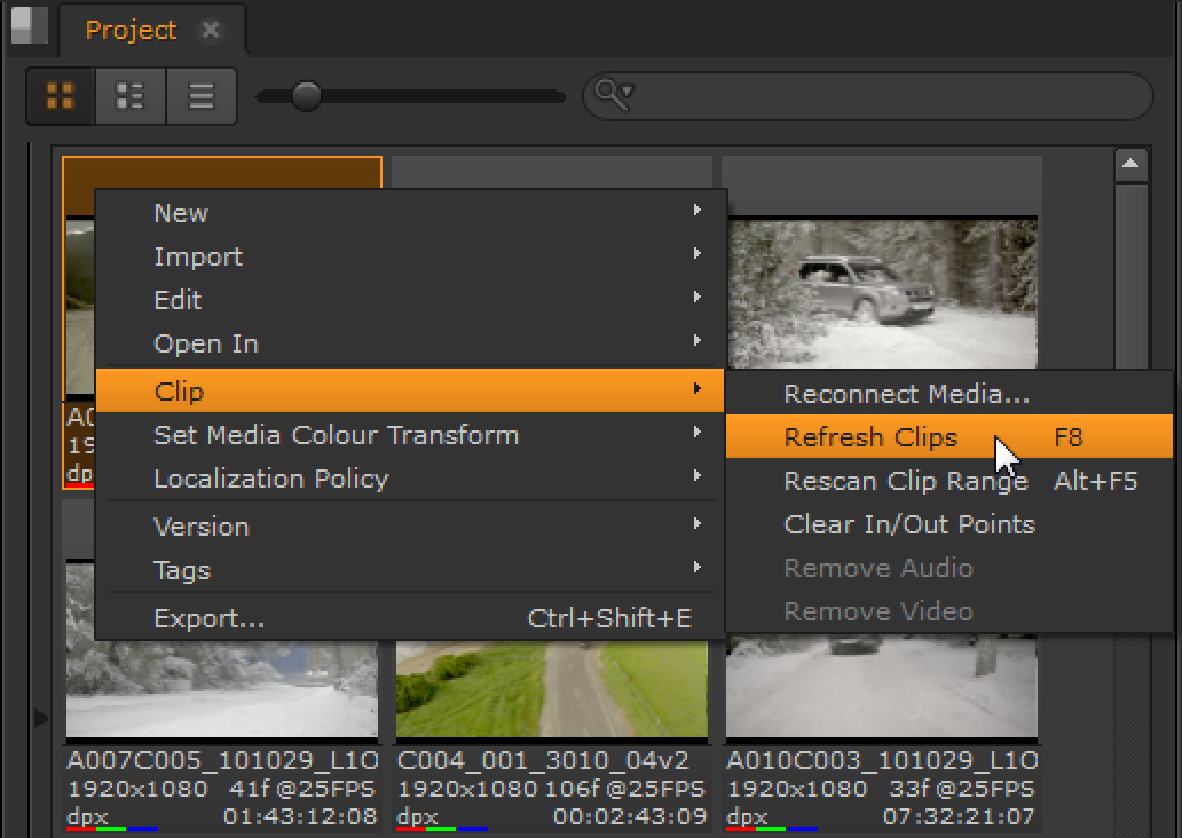 Project
New
Import
Edit
Open In
Clip
Reconnect Media...
Refresh Clips F8
Set Media Colour Transform
Rescan Clip Range Alt+F5
Localization Policy
Clear In/Out Points
Version
Remove Audio
Tags
Remove Video
Export... Ctrl+Shift+E
dp
A007C005_101029_L1O
1920x1080 41f@25FPS
dpx 01:43:12:08
C004_001_3010_04v2
1920x1080 106f@25FPS
dpx 00:02:43:09
A010C003_101029_L1O
1920x1080 33f@25FPS
dpx 07:32:21:07